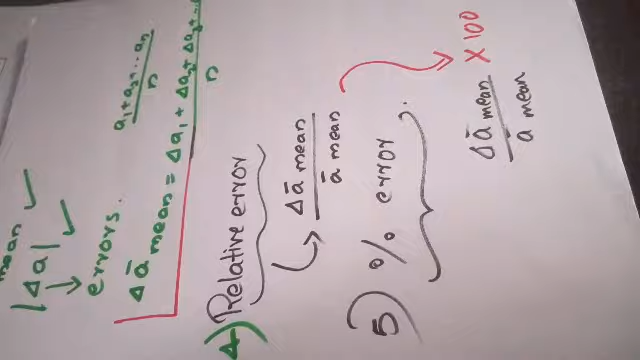 mean ✓
|Δa| ✓
↓
errors.
a₁+a₂+...aₙ
n
Δā mean = Δa₁ + Δa₂ + Δa₃ + ...
n
4) Relative error
↳ Δā mean
ā mean
5) % error
Δā mean × 100
ā mean